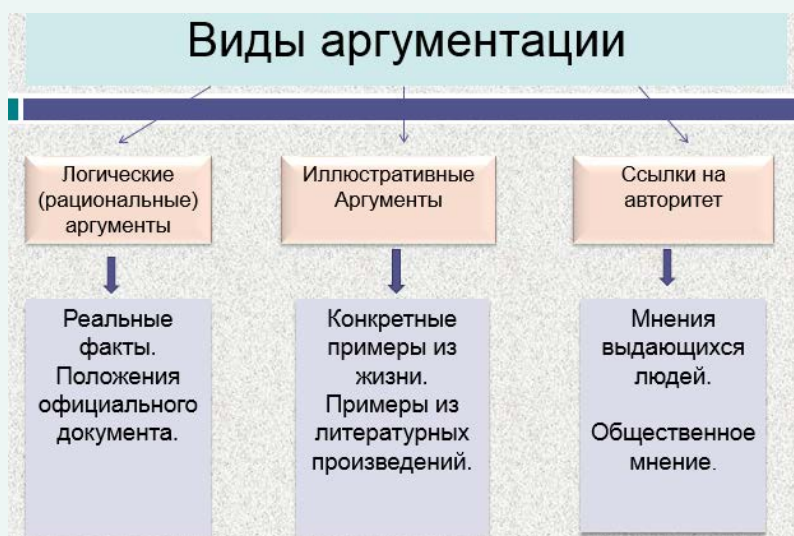 Виды аргументации
Логические
(рациональные)
аргументы
Иллюстративные
Аргументы
Ссылки на
авторитет
Реальные
факты.
Положения
официального
документа.
Конкретные
примеры из
жизни.
Примеры из
литературных
произведений.
Мнения
выдающихся
людей.
Общественное
мнение.